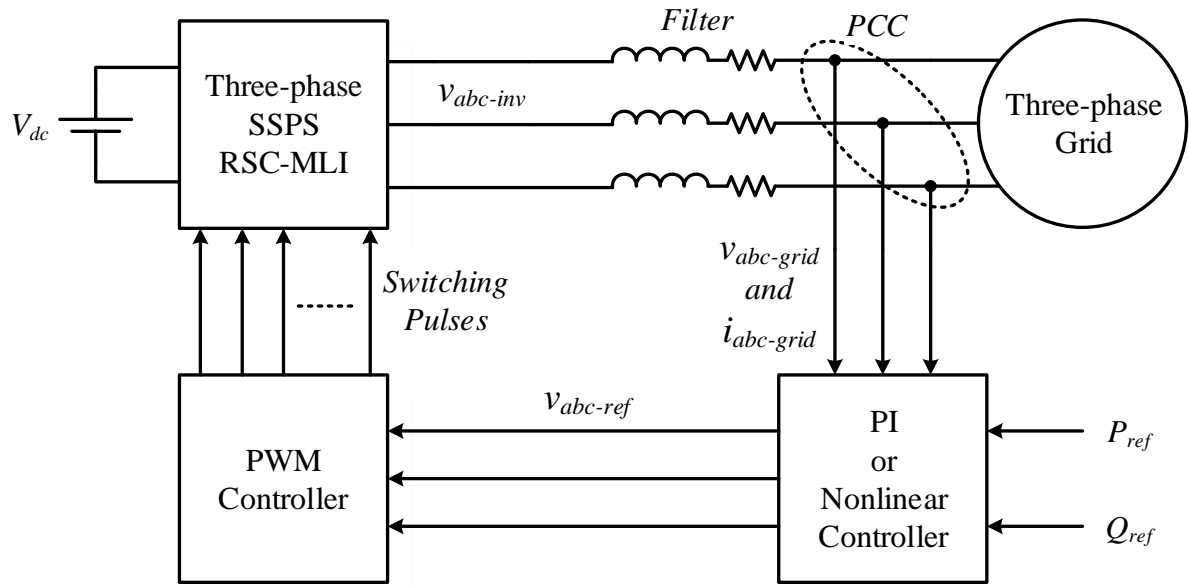 Filter
PCC
Three-phase
SSPS
RSC-MLI
V_dc
v_abc-inv
Three-phase
Grid
Switching
Pulses
v_abc-grid
and
i_abc-grid
v_abc-ref
PWM
Controller
PI
or
Nonlinear
Controller
P_ref
Q_ref